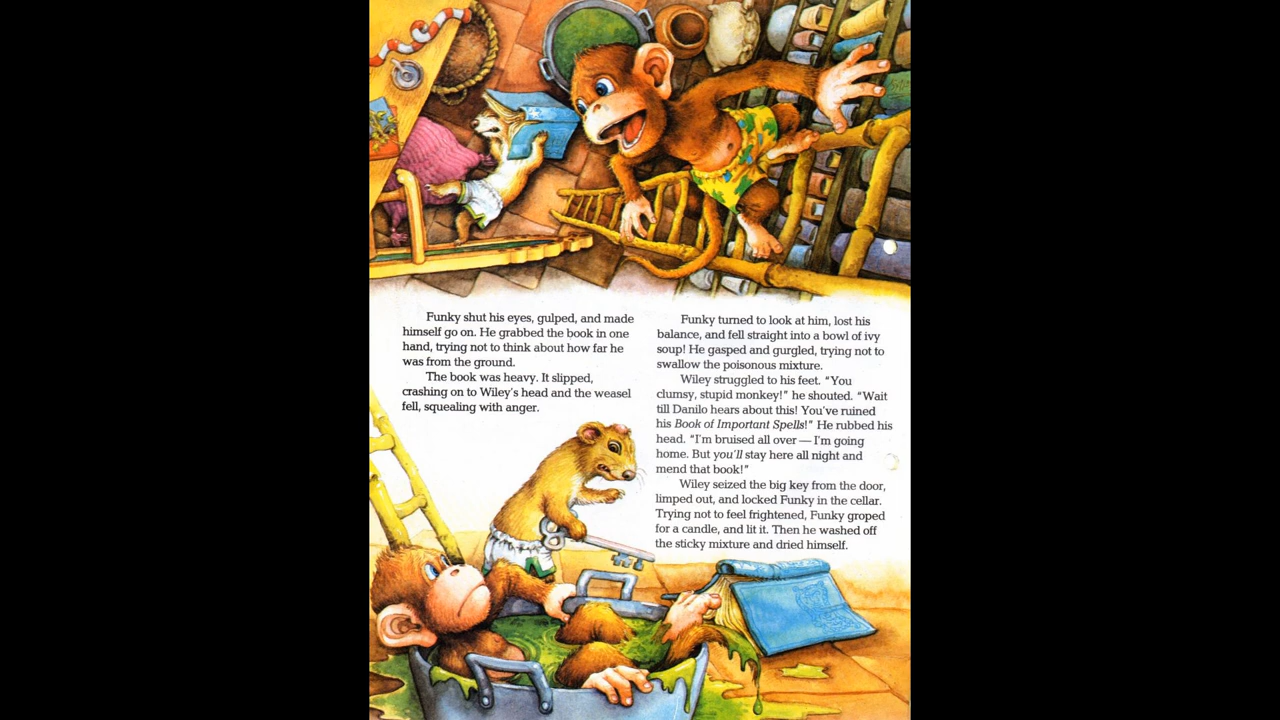 Funky shut his eyes, gulped, and made
himself go on. He grabbed the book in one
hand, trying not to think about how far he
was from the ground.
The book was heavy. It slipped,
crashing on to Wiley's head and the weasel
fell, squealing with anger.
Funky turned to look at him, lost his
balance, and fell straight into a bowl of ivy
soup! He gasped and gurgled, trying not to
swallow the poisonous mixture.
Wiley struggled to his feet. “You
clumsy, stupid monkey!” he shouted. “Wait
till Danilo hears about this! You've ruined
his Book of Important Spells!” He rubbed his
head. “I'm bruised all over — I'm going
home. But you'll stay here all night and
mend that book!”
Wiley seized the big key from the door,
limped out, and locked Funky in the cellar.
Trying not to feel frightened, Funky groped
for a candle, and lit it. Then he washed off
the sticky mixture and dried himself.